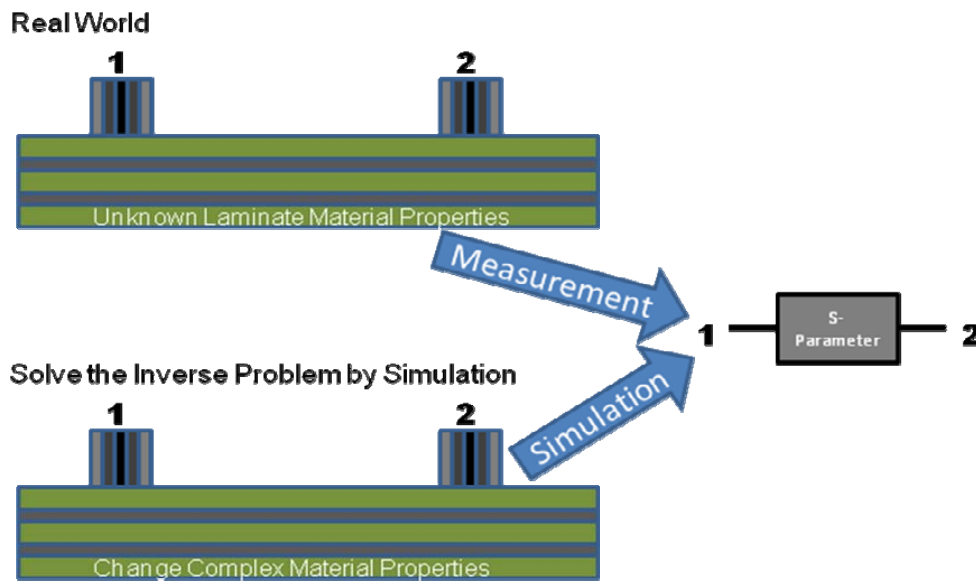 Real World
1 2
Unknown Laminate Material Properties
Measurement
1 S-
Parameter 2
Solve the Inverse Problem by Simulation
1 2
Simulation
Change Complex Material Properties